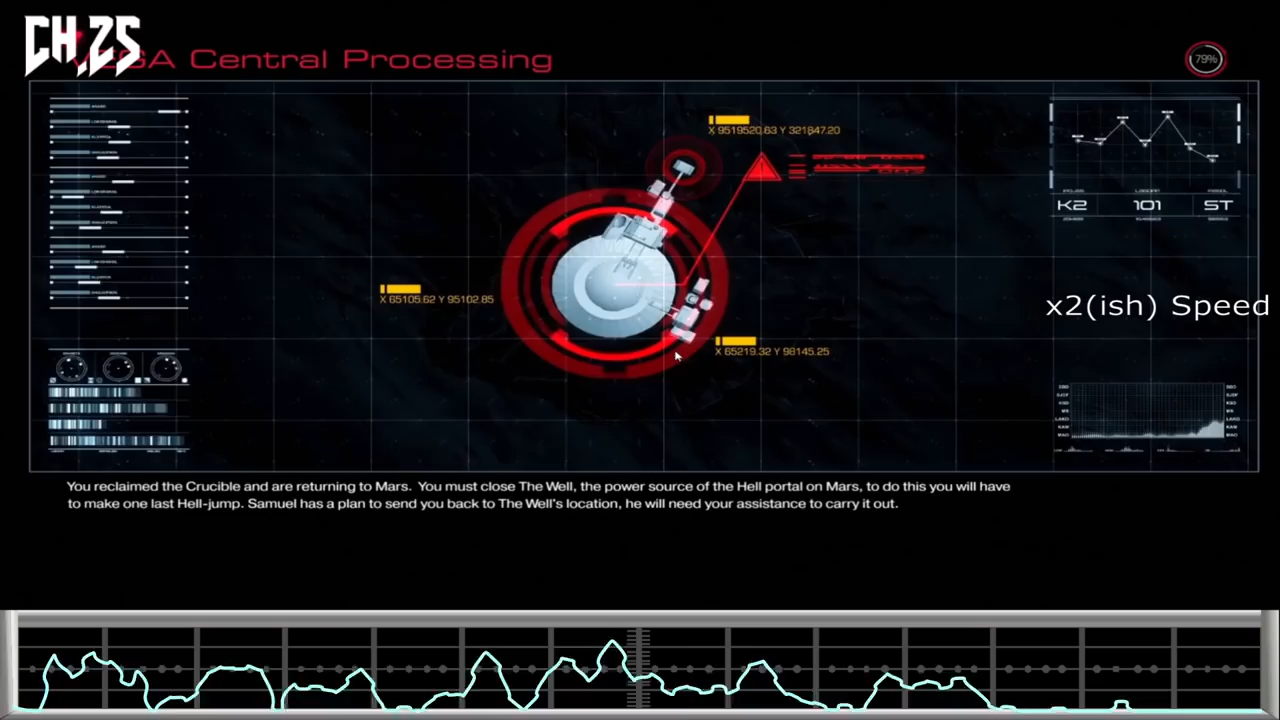 CH.25
VEGA Central Processing
79%
X 9519520.63 Y 321847.20
K2 101 ST
X 65105.62 Y 95102.85
x2(ish) Speed
X 65219.32 Y 98145.25
You reclaimed the Crucible and are returning to Mars. You must close The Well, the power source of the Hell portal on Mars, to do this you will have
to make one last Hell-jump. Samuel has a plan to send you back to The Well's location, he will need your assistance to carry it out.